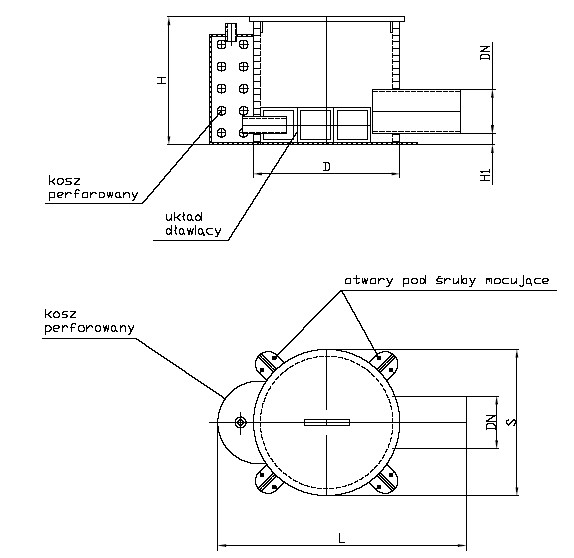 H
DN
kosz
perforowany
D
H1
układ
dławiący
otwory pod śruby mocujące
kosz
perforowany
DN
S
L